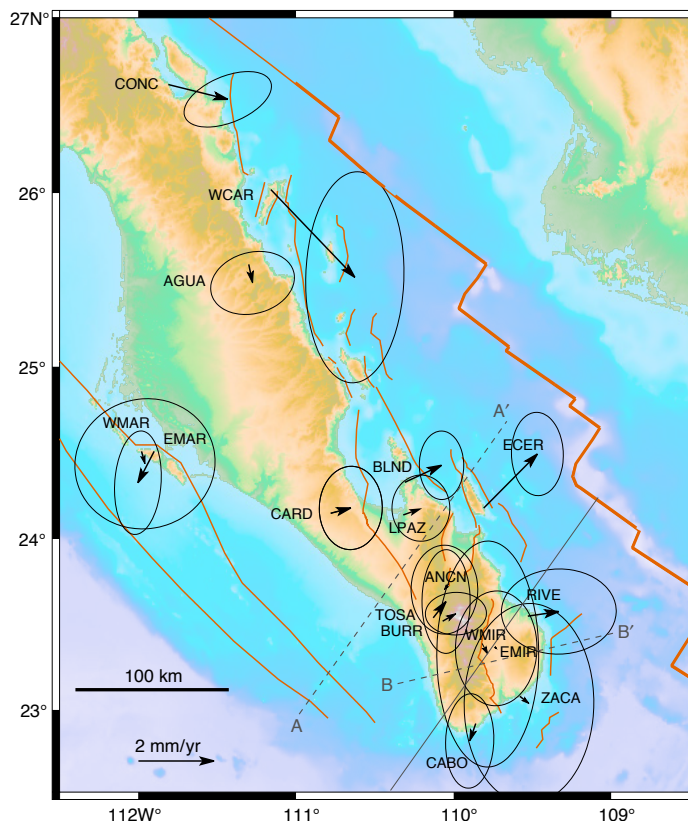 27°
CONC
26°
WCAR
AGUA
25°
A′
WMAR
EMAR
ECER
BLND
CARD
LPAZ
24°
ANCN
RIVE
TOSA
BURR
WMIR
B′
EMIR
100 km
B
ZACA
23°
A
2 mm/yr
CABO
112W°
111°
110°
109°